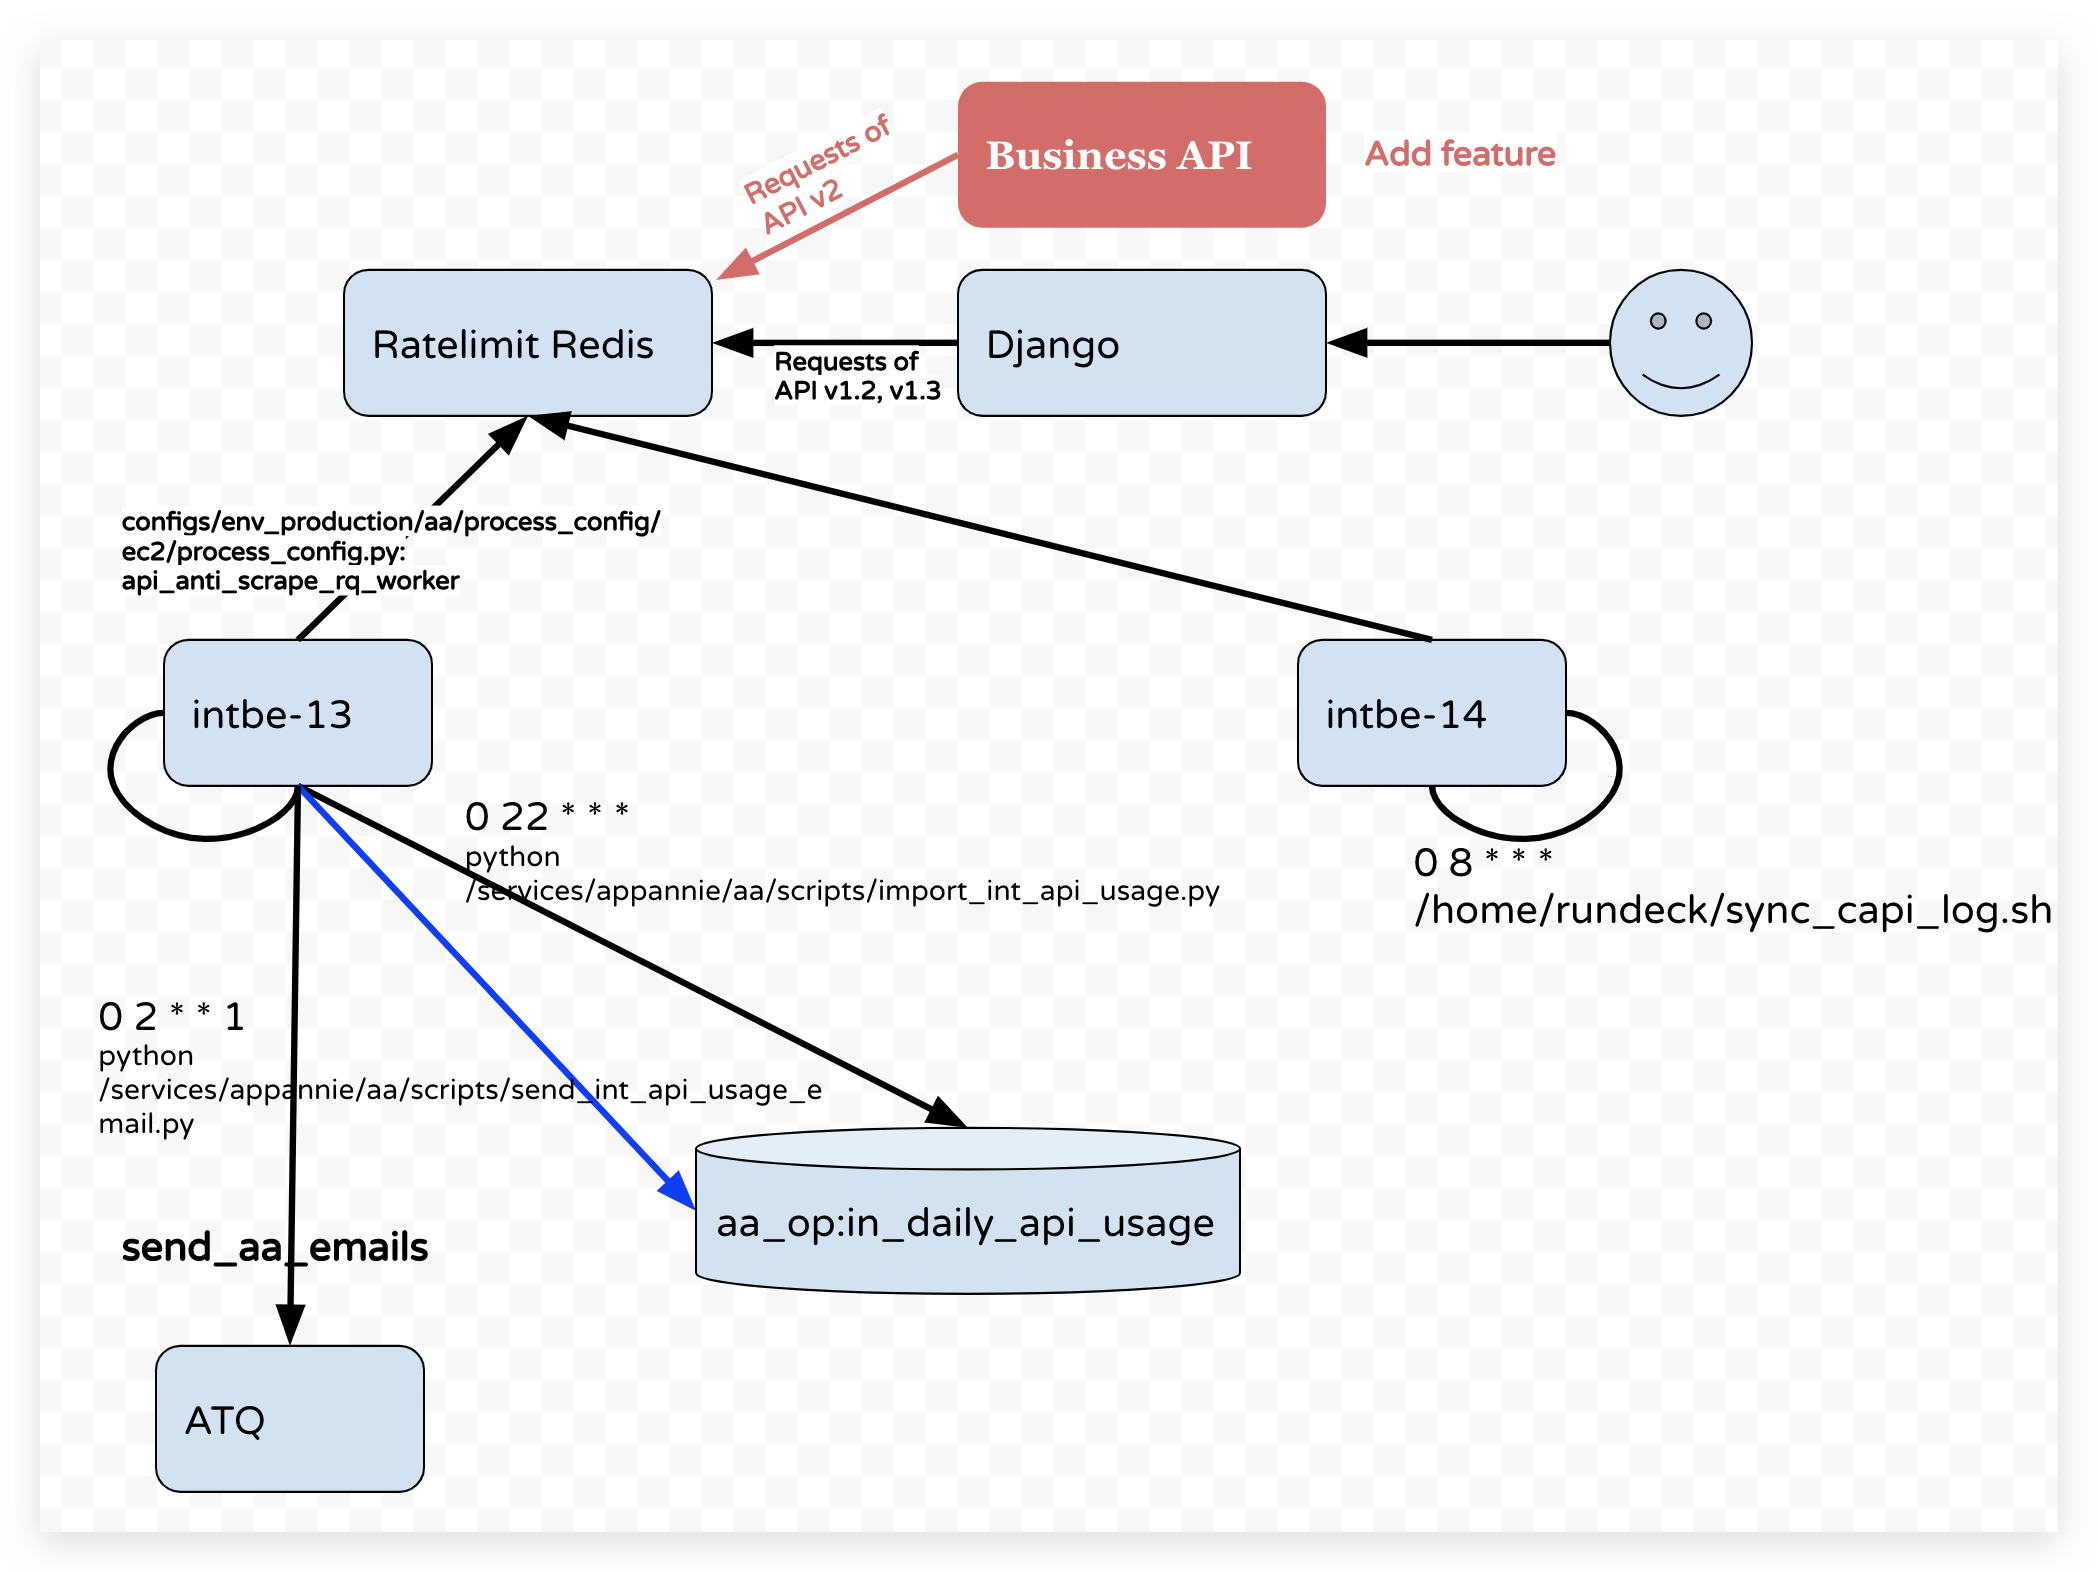 Business API
Add feature
Requests of
API v2
Ratelimit Redis
Django
Requests of
API v1.2, v1.3
configs/env_production/aa/process_config/
ec2/process_config.py:
api_anti_scrape_rq_worker
intbe-13
intbe-14
0 22 * * *
python
/services/appannie/aa/scripts/import_int_api_usage.py
0 8 * * *
/home/rundeck/sync_capi_log.sh
0 2 * * 1
python
/services/appannie/aa/scripts/send_int_api_usage_e
mail.py
aa_op:in_daily_api_usage
send_aa_emails
ATQ